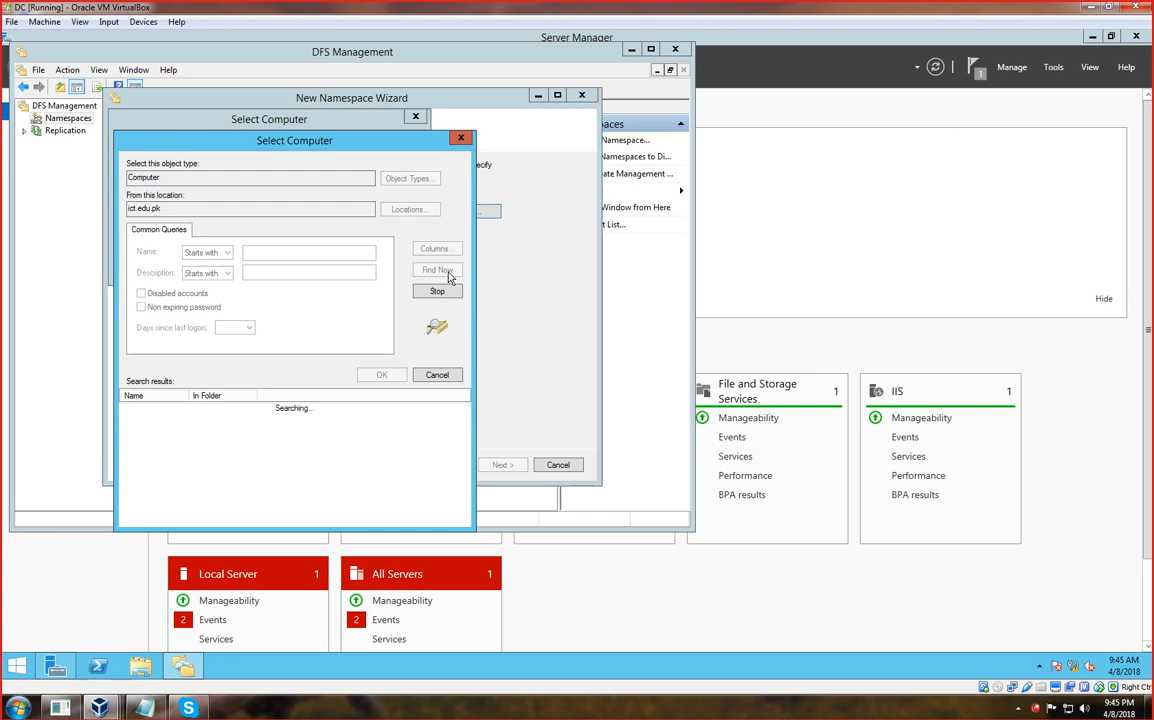 DC [Running] - Oracle VM VirtualBox
File Machine View Input Devices Help
Server Manager
DFS Management
File Action View Window Help
Manage Tools View Help
1
DFS Management
Namespaces
Replication
New Namespace Wizard
Select Computer
Select Computer
Select this object type:
Computer
Object Types...
From this location:
ict.edu.pk
Locations...
Common Queries
Name: Starts with
Description: Starts with
Disabled accounts
Non expiring password
Days since last logon:
Columns...
Find Now
Stop
OK
Cancel
Search results:
Name In Folder
Searching...
ecify
...
Next >
Cancel
aces
Namespace...
Namespaces to Di...
ate Management ...
Window from Here
t List...
Hide
File and Storage Services 1
Manageability
Events
Services
Performance
BPA results
IIS 1
Manageability
Events
Services
Performance
BPA results
Local Server 1
Manageability
2 Events
Services
All Servers 1
Manageability
2 Events
Services
9:45 AM
4/8/2018
Right Ctr
9:45 PM
4/8/2018